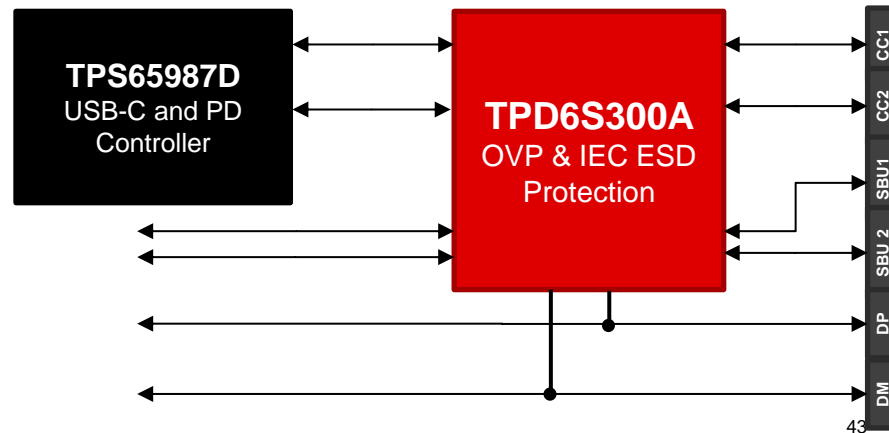 TPS65987D
USB-C and PD
Controller
TPD6S300A
OVP & IEC ESD
Protection
CC1
CC2
SBU1
SBU 2
DP
DM
43